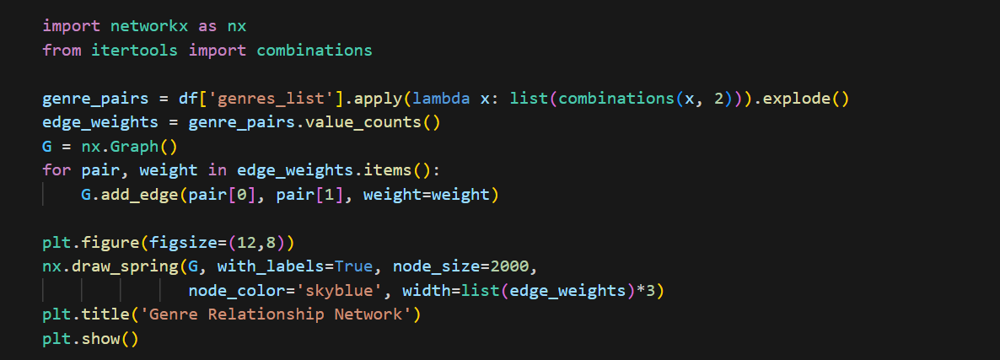 import networkx as nx
from itertools import combinations
genre_pairs = df['genres_list'].apply(lambda x: list(combinations(x, 2))).explode()
edge_weights = genre_pairs.value_counts()
G = nx.Graph()
for pair, weight in edge_weights.items():
    G.add_edge(pair[0], pair[1], weight=weight)
plt.figure(figsize=(12,8))
nx.draw_spring(G, with_labels=True, node_size=2000,
               node_color='skyblue', width=list(edge_weights)*3)
plt.title('Genre Relationship Network')
plt.show()